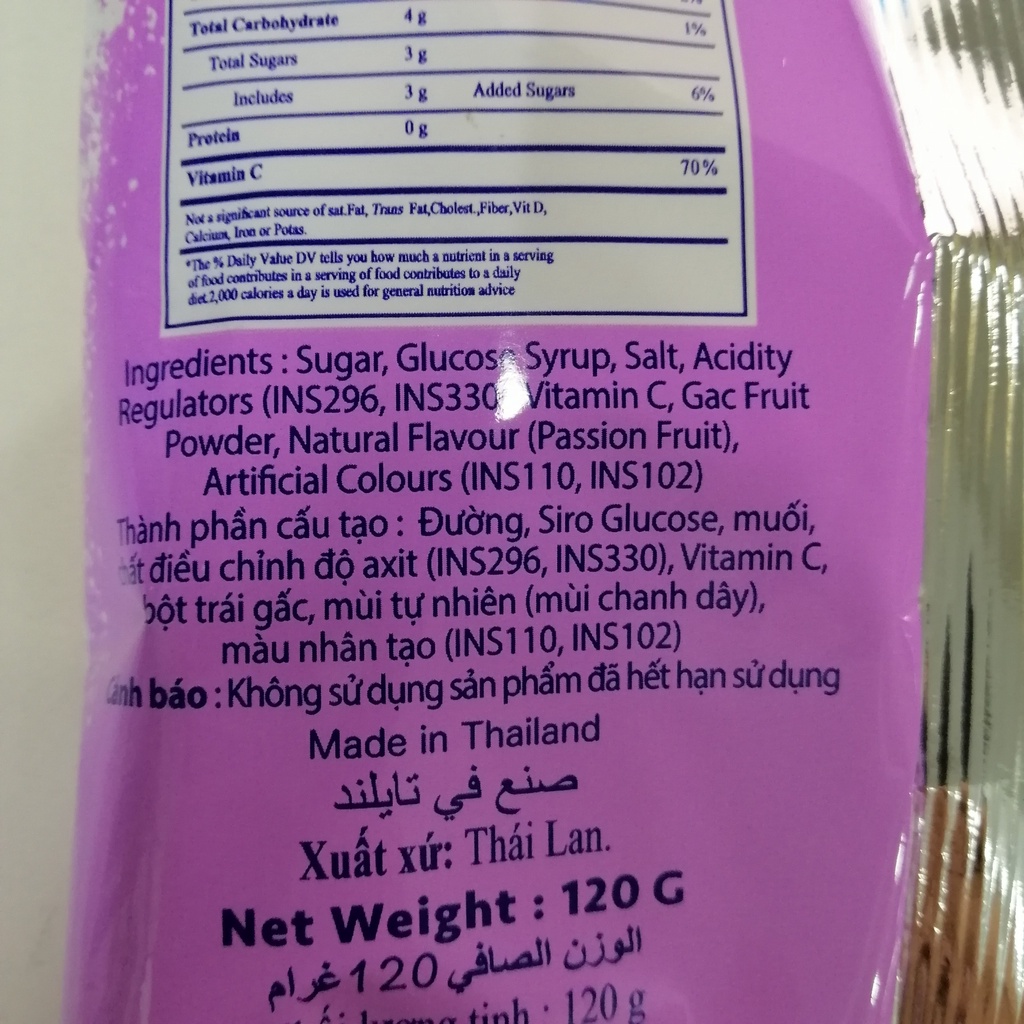 Total Carbohydrate 4 g 1%
Total Sugars 3 g
Includes 3 g Added Sugars 6%
Protein 0 g
Vitamin C 70%
Not a significant source of sat.Fat, Trans Fat,Cholest.,Fiber,Vit D,
Calcium, Iron or Potas.
*The % Daily Value DV tells you how much a nutrient in a serving
of food contributes in a serving of food contributes to a daily
diet.2,000 calories a day is used for general nutrition advice
Ingredients : Sugar, Glucose Syrup, Salt, Acidity
Regulators (INS296, INS330 Vitamin C, Gac Fruit
Powder, Natural Flavour (Passion Fruit),
Artificial Colours (INS110, INS102)
Thành phần cấu tạo : Đường, Siro Glucose, muối,
điều chỉnh độ axit (INS296, INS330), Vitamin C,
bột trái gấc, mùi tự nhiên (mùi chanh dây),
màu nhân tạo (INS110, INS102)
Cảnh báo : Không sử dụng sản phẩm đã hết hạn sử dụng
Made in Thailand
صنع في تايلند
Xuất xứ: Thái Lan.
Net Weight : 120 G
الوزن الصافي 120 غرام
tịnh : 120 g